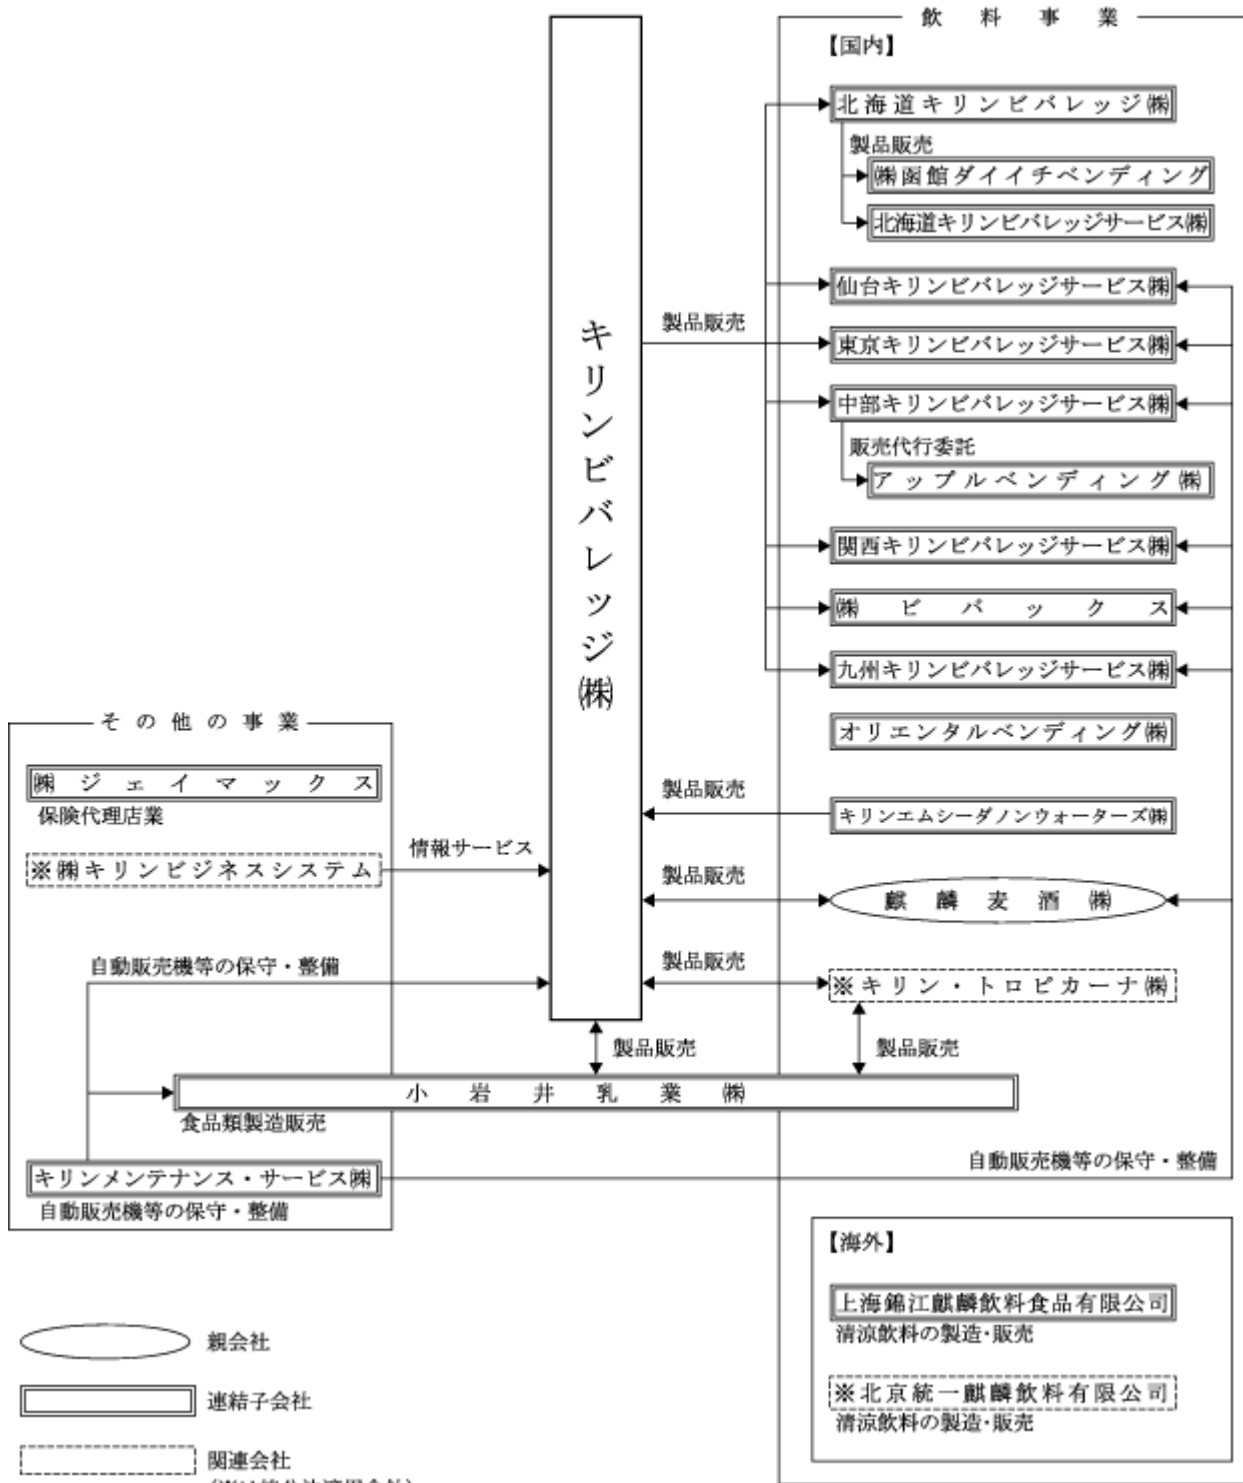 飲料事業
【国内】
北海道キリンビバレッジ㈱
製品販売
㈱函館ダイイチベンディング
北海道キリンビバレッジサービス㈱
仙台キリンビバレッジサービス㈱
製品販売
東京キリンビバレッジサービス㈱
中部キリンビバレッジサービス㈱
販売代行委託
アップルベンディング㈱
関西キリンビバレッジサービス㈱
㈱ビバックス
九州キリンビバレッジサービス㈱
オリエンタルベンディング㈱
キリンビバレッジ㈱
その他の事業
㈱ジェイマックス
保険代理店業
製品販売
キリンエムシーダノンウォーターズ㈱
※㈱キリンビジネスシステム
情報サービス
製品販売
麒麟麦酒㈱
自動販売機等の保守・整備
製品販売
※キリン・トロピカーナ㈱
製品販売
製品販売
小岩井乳業㈱
食品類製造販売
キリンメンテナンス・サービス㈱
自動販売機等の保守・整備
自動販売機等の保守・整備
【海外】
上海錦江麒麟飲料食品有限公司
清涼飲料の製造・販売
※北京統一麒麟飲料有限公司
清涼飲料の製造・販売
親会社
連結子会社
関連会社